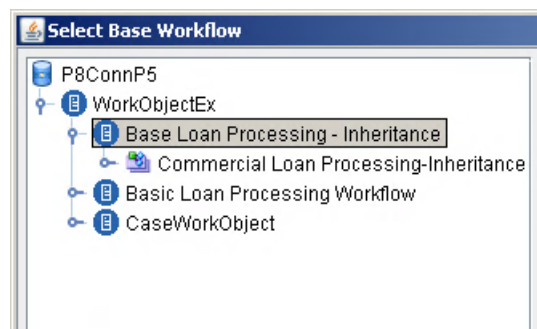 Select Base Workflow
P8ConnP5
WorkObjectEx
Base Loan Processing - Inheritance
Commercial Loan Processing-Inheritance
Basic Loan Processing Workflow
CaseWorkObject